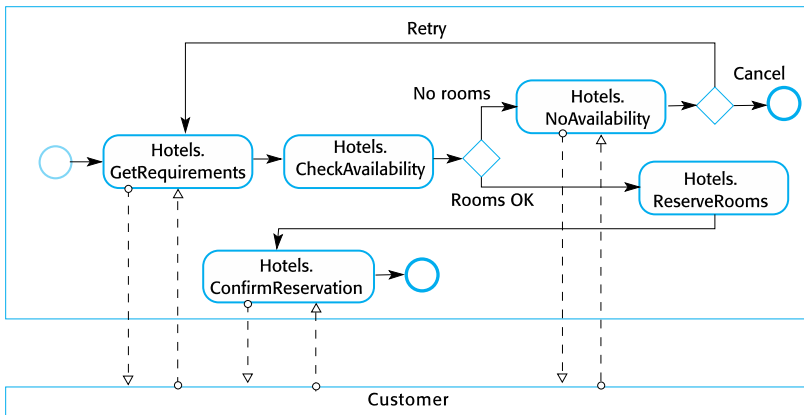 Retry
Cancel
No rooms
Hotels.
NoAvailability
Hotels.
GetRequirements
Hotels.
CheckAvailability
Rooms OK
Hotels.
ReserveRooms
Hotels.
ConfirmReservation
Customer